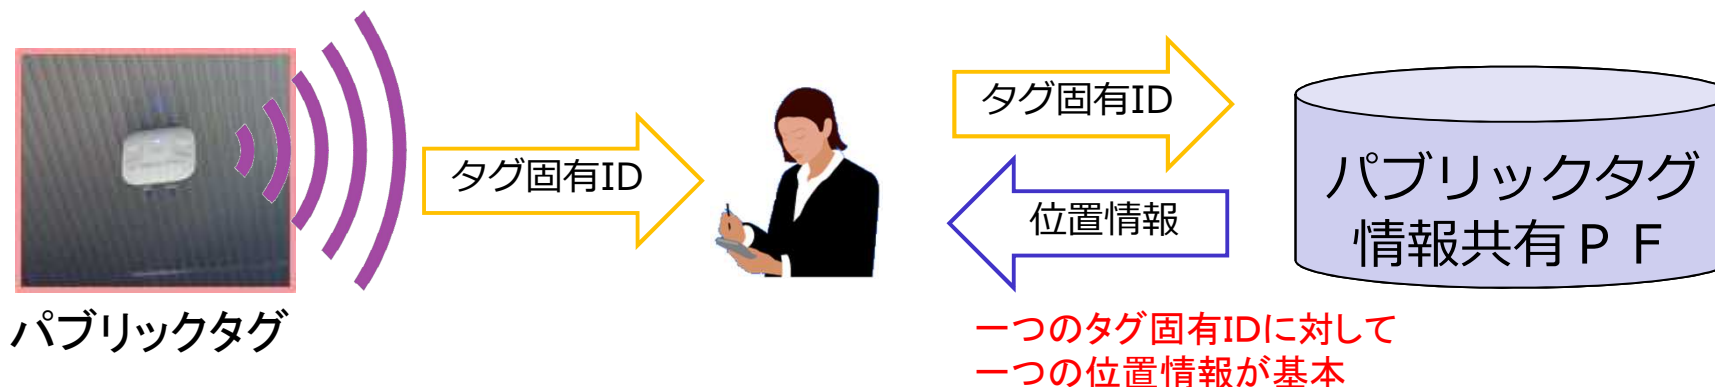 パブリックタグ
タグ固有ID
タグ固有ID
位置情報
一つのタグ固有IDに対して
一つの位置情報が基本
パブリックタグ
情報共有ＰＦ